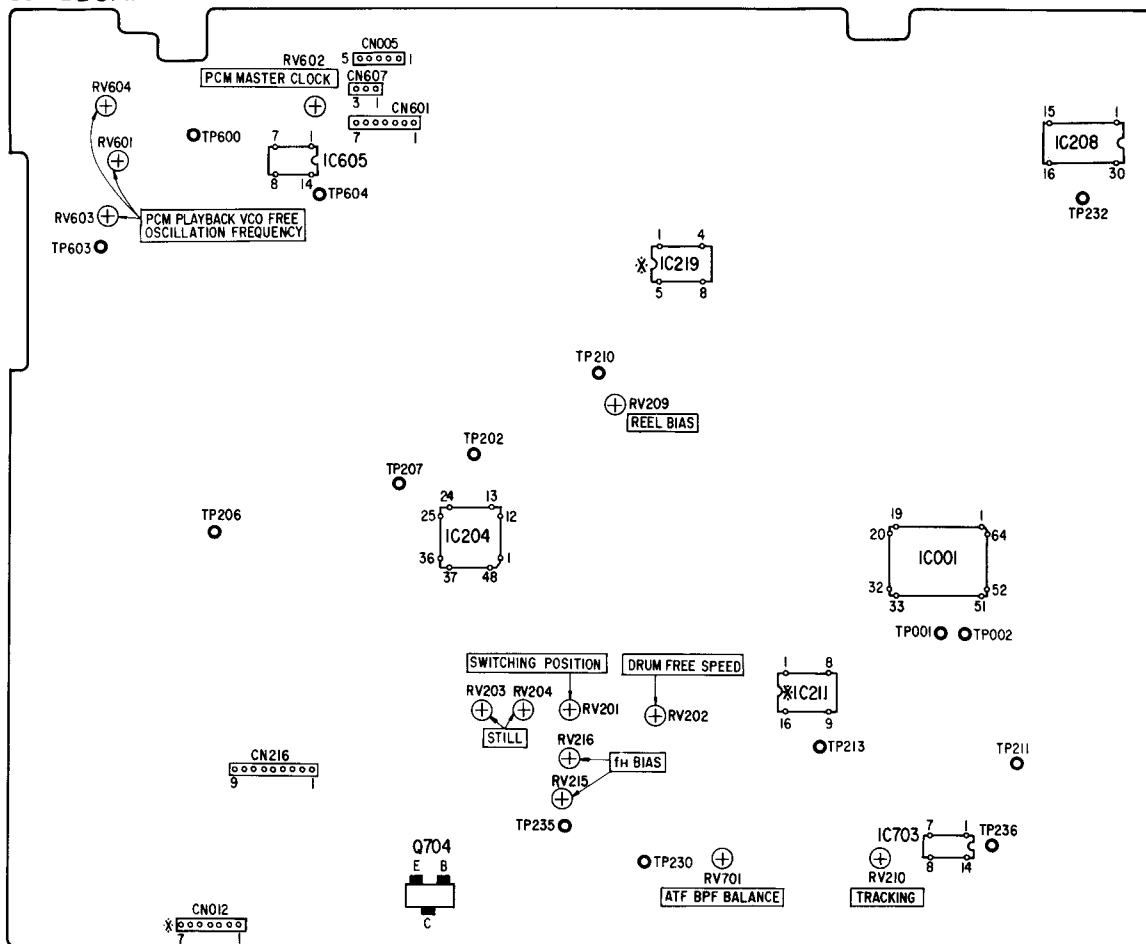 CN005
RV602
5 1
PCM MASTER CLOCK
CN607
RV604
3 1
CN601
TP600
7 1
RV601
7 1
IC605
8 14
TP604
RV603
PCM PLAYBACK VCO FREE
OSCILLATION FREQUENCY
TP603
15 1
IC208
16 30
TP232
1 4
※ IC219
5 8
TP210
RV209
REEL BIAS
TP202
TP207
TP206
24 13
25 12
IC204
36 1
37 48
19 1
20 64
IC001
32 52
33 51
TP001 TP002
SWITCHING POSITION
DRUM FREE SPEED
RV203 RV204
RV201
RV202
STILL
1 8
※IC211
16 9
TP213
TP211
RV216
fH BIAS
RV215
TP235
CN216
9 1
Q704
E B
C
TP230
RV701
ATF BPF BALANCE
IC703
7 1
TP236
8 14
RV210
TRACKING
CN012
※
7 1